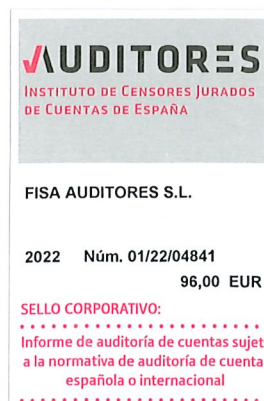 AUDITORES
INSTITUTO DE CENSORES JURADOS
DE CUENTAS DE ESPAÑA
FISA AUDITORES S.L.
2022 Núm. 01/22/04841
96,00 EUR
SELLO CORPORATIVO:
Informe de auditoría de cuentas sujet
a la normativa de auditoría de cuenta
española o internacional